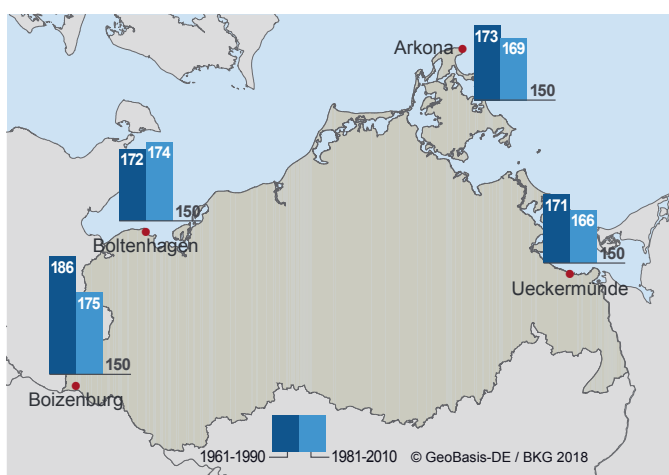 173
Arkona
169
150
172
174
150
Boltenhagen
171
166
150
Ueckermünde
186
175
150
Boizenburg
1961-1990
1981-2010
© GeoBasis-DE / BKG 2018